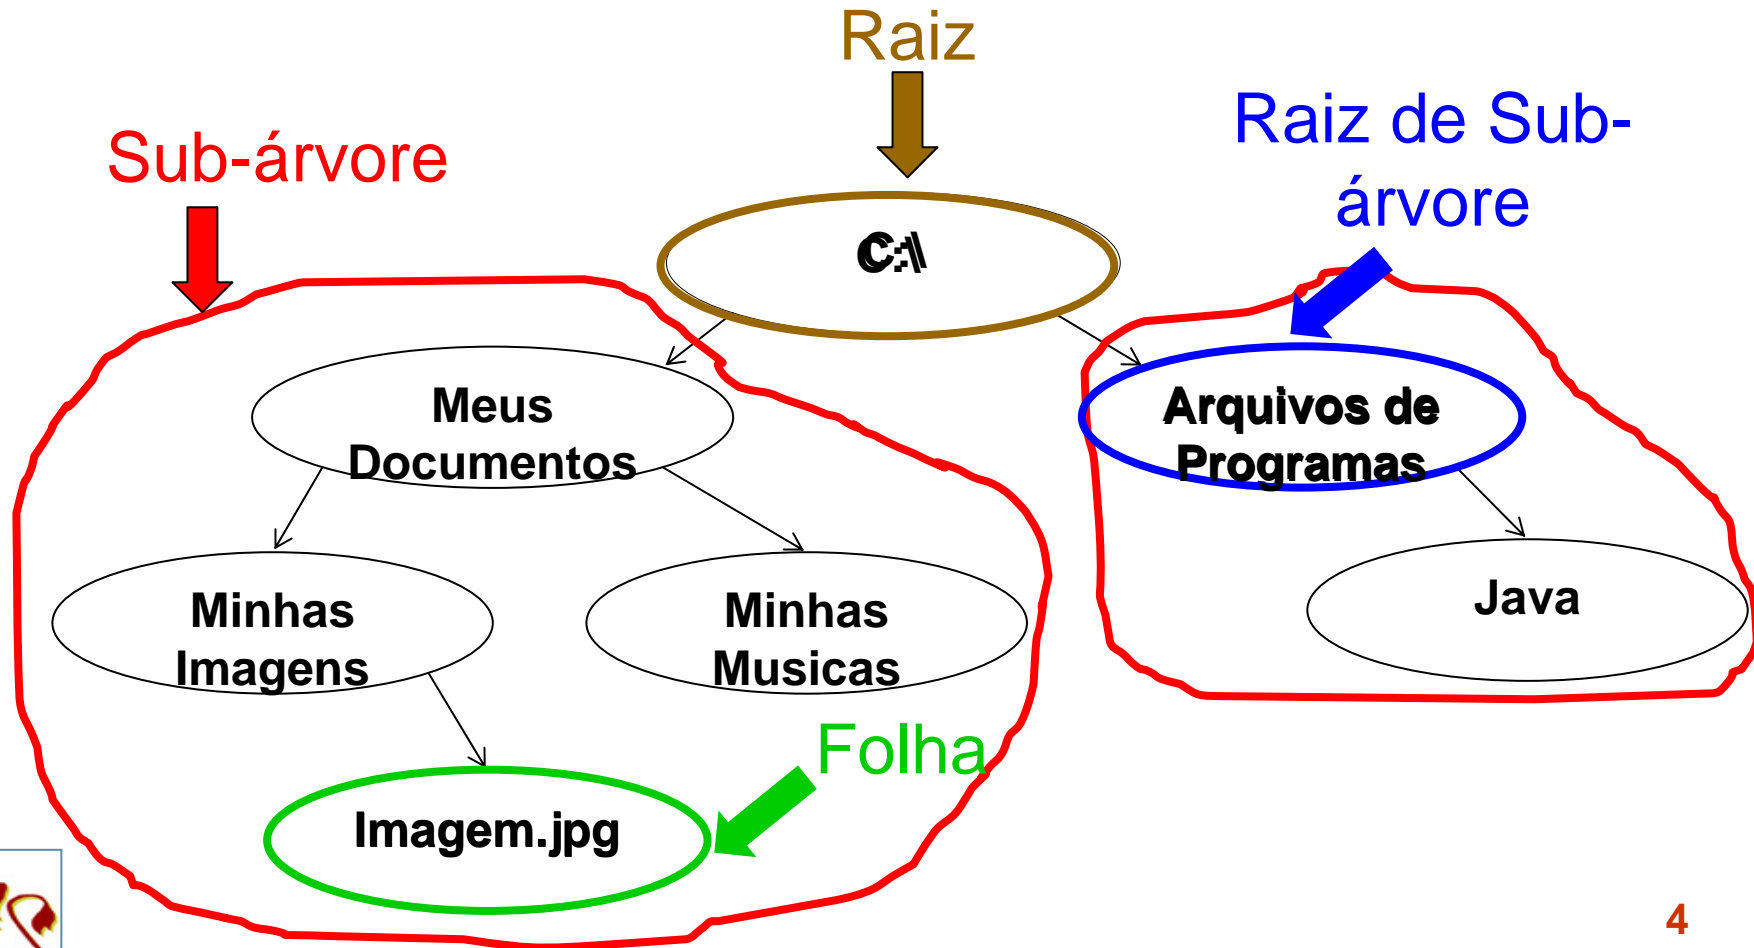 Raiz
Raiz de Sub-
árvore
Sub-árvore
C:\
Meus
Documentos
Arquivos de
Programas
Minhas
Imagens
Minhas
Musicas
Java
Folha
Imagem.jpg
4